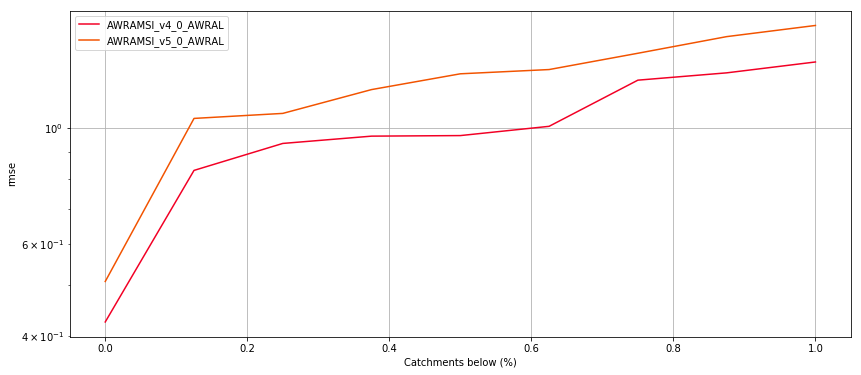 AWRAMSI_v4_0_AWRAL
AWRAMSI_v5_0_AWRAL
10⁰
6 × 10⁻¹
4 × 10⁻¹
rmse
0.0 0.2 0.4 0.6 0.8 1.0
Catchments below (%)